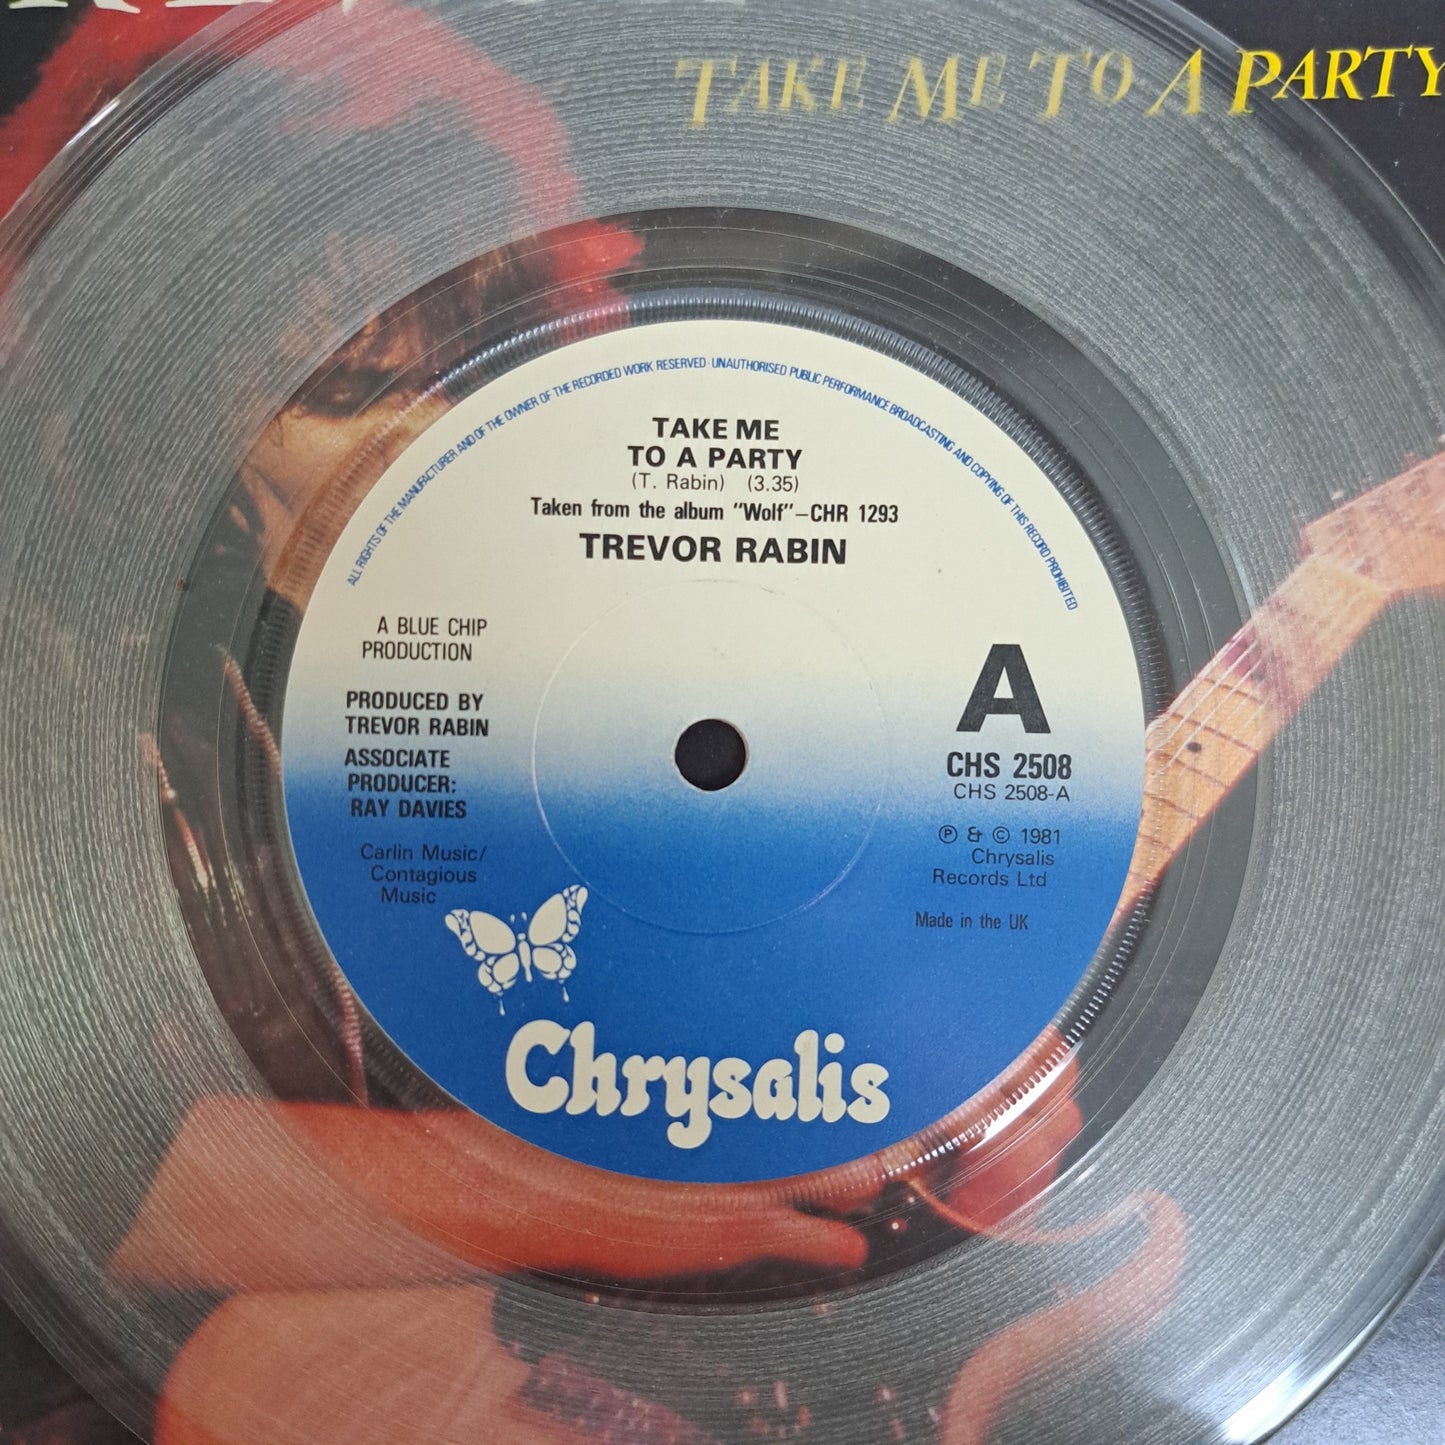 TAKE ME TO A PARTY
ALL RIGHTS OF THE MANUFACTURER AND OF THE OWNER OF THE RECORDED WORK RESERVED · UNAUTHORISED PUBLIC PERFORMANCE BROADCASTING AND COPYING OF THIS RECORD PROHIBITED
TAKE ME
TO A PARTY
(T. Rabin) (3.35)
Taken from the album "Wolf"–CHR 1293
TREVOR RABIN
A BLUE CHIP
PRODUCTION
PRODUCED BY
TREVOR RABIN
ASSOCIATE
PRODUCER:
RAY DAVIES
Carlin Music/
Contagious
Music
A
CHS 2508
CHS 2508-A
Ⓟ & © 1981
Chrysalis
Records Ltd
Made in the UK
Chrysalis